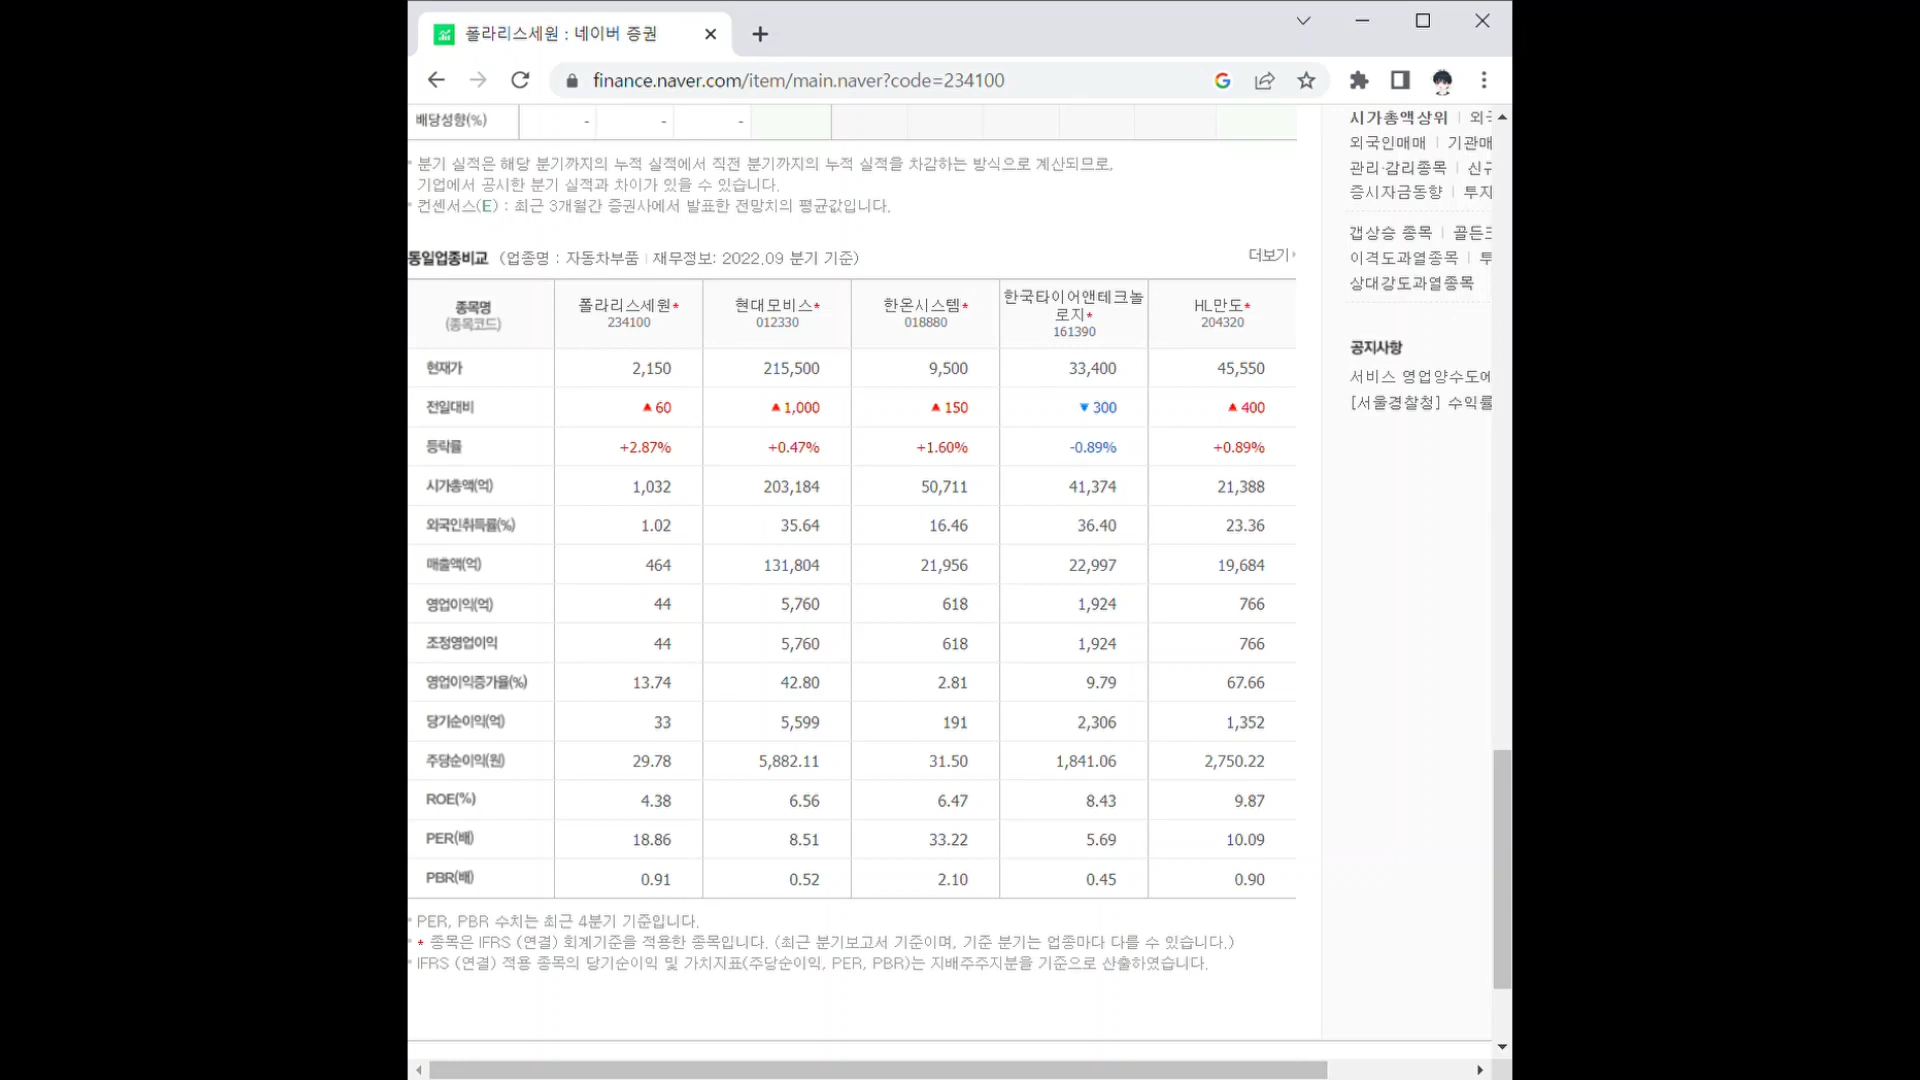 폴라리스세원 : 네이버 증권
finance.naver.com/item/main.naver?code=234100
배당성향(%) - - -
* 분기 실적은 해당 분기까지의 누적 실적에서 직전 분기까지의 누적 실적을 차감하는 방식으로 계산되므로,
기업에서 공시한 분기 실적과 차이가 있을 수 있습니다.
* 컨센서스(E) : 최근 3개월간 증권사에서 발표한 전망치의 평균값입니다.
동일업종비교 (업종명 : 자동차부품 | 재무정보: 2022.09 분기 기준) 더보기
종목명 (종목코드) 폴라리스세원* 234100 현대모비스* 012330 한온시스템* 018880 한국타이어앤테크놀로지* 161390 HL만도* 204320
현재가 2,150 215,500 9,500 33,400 45,550
전일대비 ▲60 ▲1,000 ▲150 ▼300 ▲400
등락률 +2.87% +0.47% +1.60% -0.89% +0.89%
시가총액(억) 1,032 203,184 50,711 41,374 21,388
외국인취득률(%) 1.02 35.64 16.46 36.40 23.36
매출액(억) 464 131,804 21,956 22,997 19,684
영업이익(억) 44 5,760 618 1,924 766
조정영업이익 44 5,760 618 1,924 766
영업이익증가율(%) 13.74 42.80 2.81 9.79 67.66
당기순이익(억) 33 5,599 191 2,306 1,352
주당순이익(원) 29.78 5,882.11 31.50 1,841.06 2,750.22
ROE(%) 4.38 6.56 6.47 8.43 9.87
PER(배) 18.86 8.51 33.22 5.69 10.09
PBR(배) 0.91 0.52 2.10 0.45 0.90
* PER, PBR 수치는 최근 4분기 기준입니다.
* * 종목은 IFRS (연결) 회계기준을 적용한 종목입니다. (최근 분기보고서 기준이며, 기준 분기는 업종마다 다를 수 있습니다.)
* IFRS (연결) 적용 종목의 당기순이익 및 가치지표(주당순이익, PER, PBR)는 지배주주지분을 기준으로 산출하였습니다.
시가총액상위 |
외국인매매 | 기관매
관리·감리종목 | 신규
증시자금동향 | 투자
갭상승 종목 | 골든
이격도과열종목 | 투
상대강도과열종목
공지사항
서비스 영업양수도에
[서울경찰청] 수익률